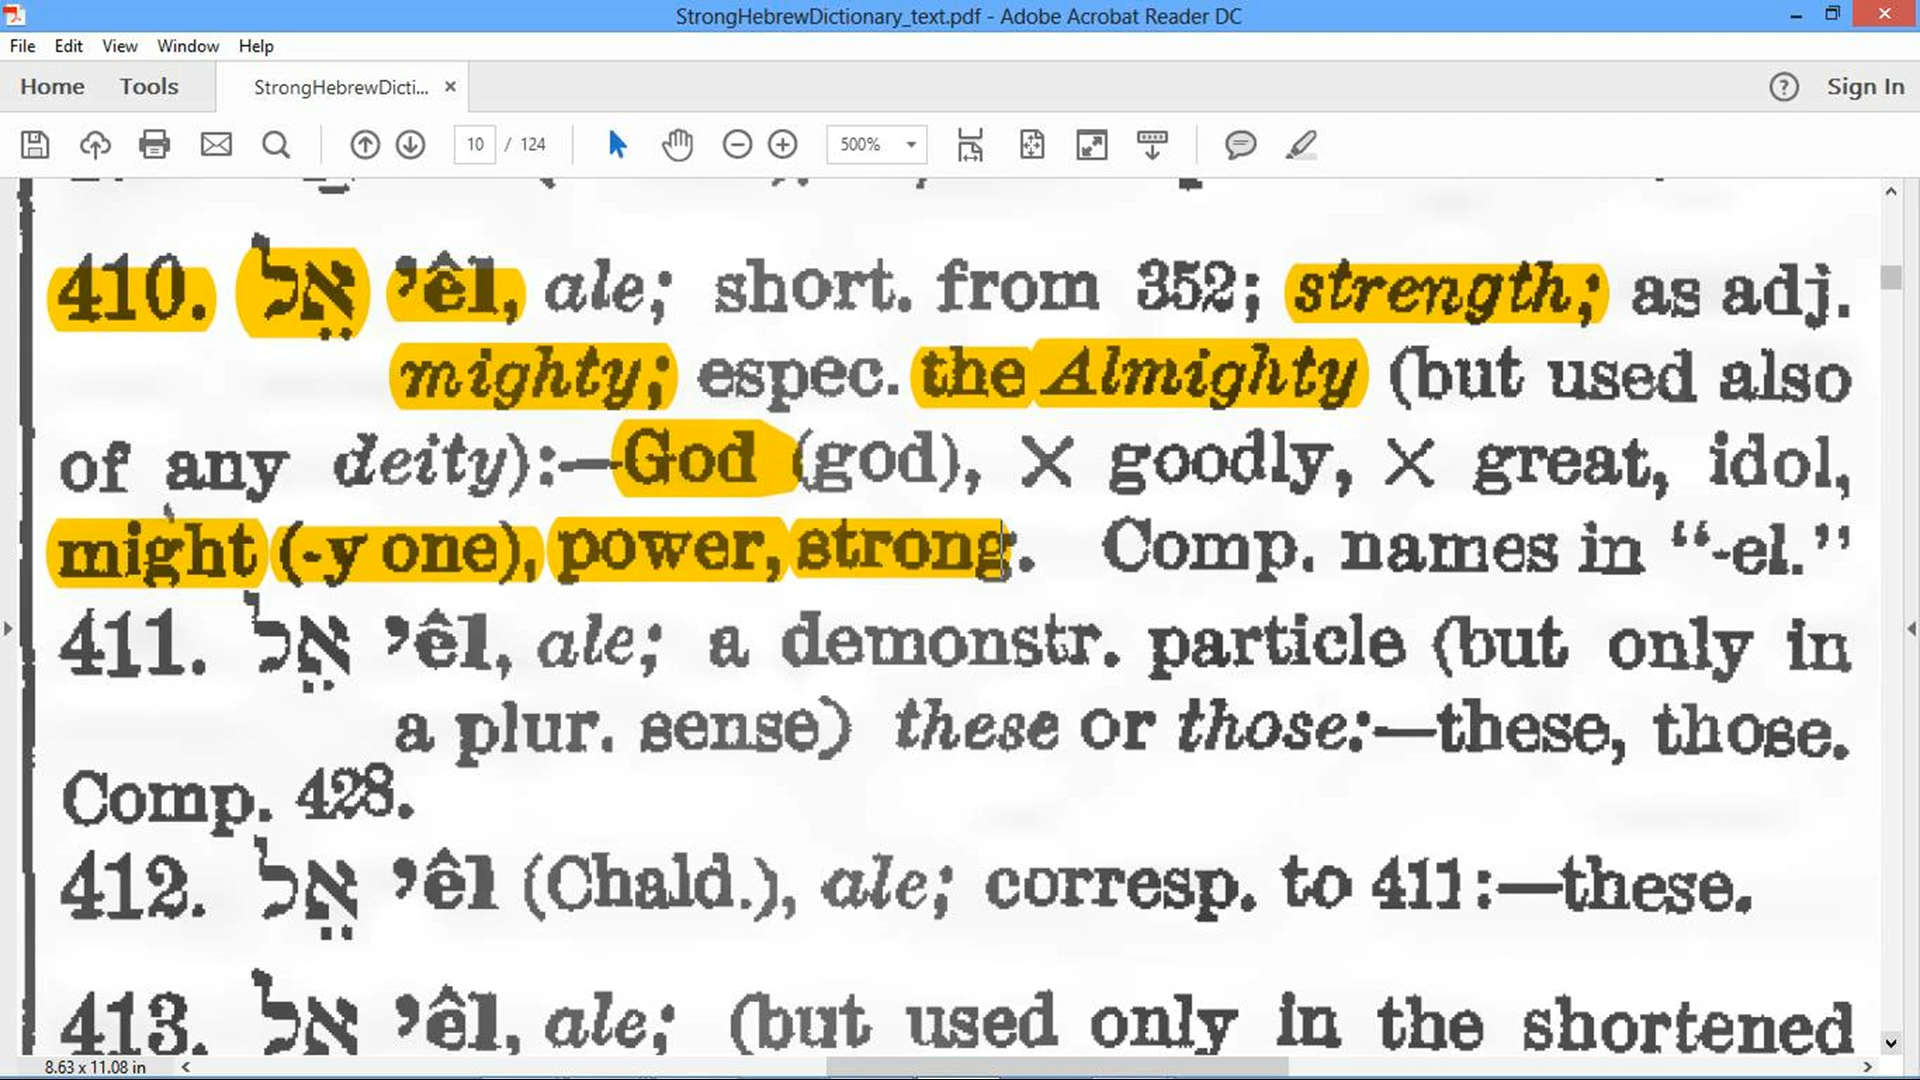 StrongHebrewDictionary_text.pdf - Adobe Acrobat Reader DC
File Edit View Window Help
Home Tools StrongHebrewDicti... × ? Sign In
10 / 124 500%
410. אֵל ’êl, ale; short. from 352; strength; as adj.
mighty; espec. the Almighty (but used also
of any deity):—God (god), × goodly, × great, idol,
might (-y one), power, strong. Comp. names in “-el.”
411. אֵל ’êl, ale; a demonstr. particle (but only in
a plur. sense) these or those:—these, those.
Comp. 428.
412. אֵל ’êl (Chald.), ale; corresp. to 411:—these.
413. אֵל ’êl, ale; (but used only in the shortened
8.63 x 11.08 in